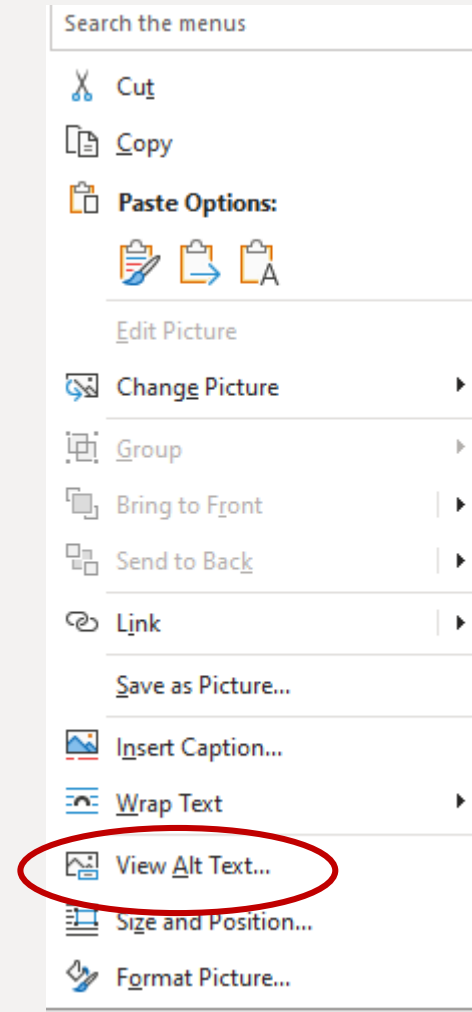 Search the menus
Cut
Copy
Paste Options:
A
Edit Picture
Change Picture
Group
Bring to Front
Send to Back
Link
Save as Picture...
Insert Caption...
Wrap Text
View Alt Text...
Size and Position...
Format Picture...